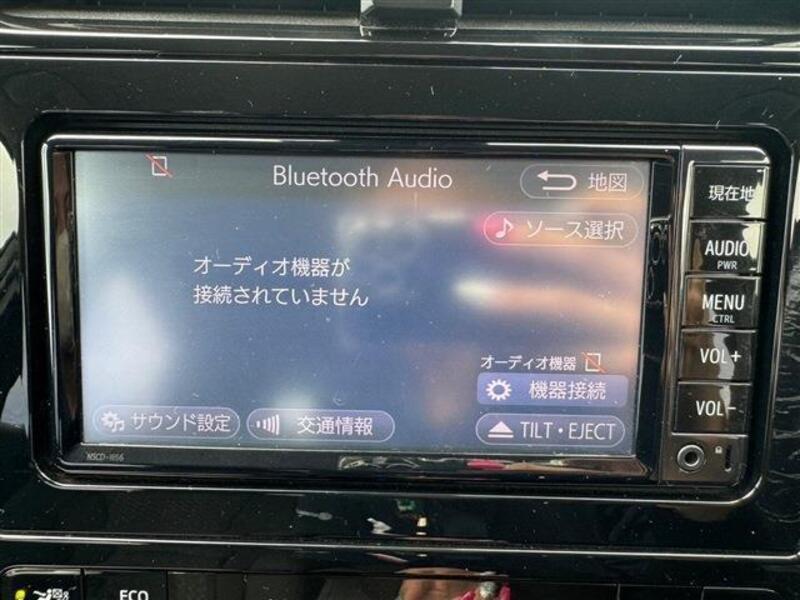 Bluetooth Audio
地図
ソース選択
オーディオ機器が
接続されていません
オーディオ機器
機器接続
サウンド設定
交通情報
TILT・EJECT
現在地
AUDIO
PWR
MENU
CTRL
VOL+
VOL-
NSCD-W66
ECO